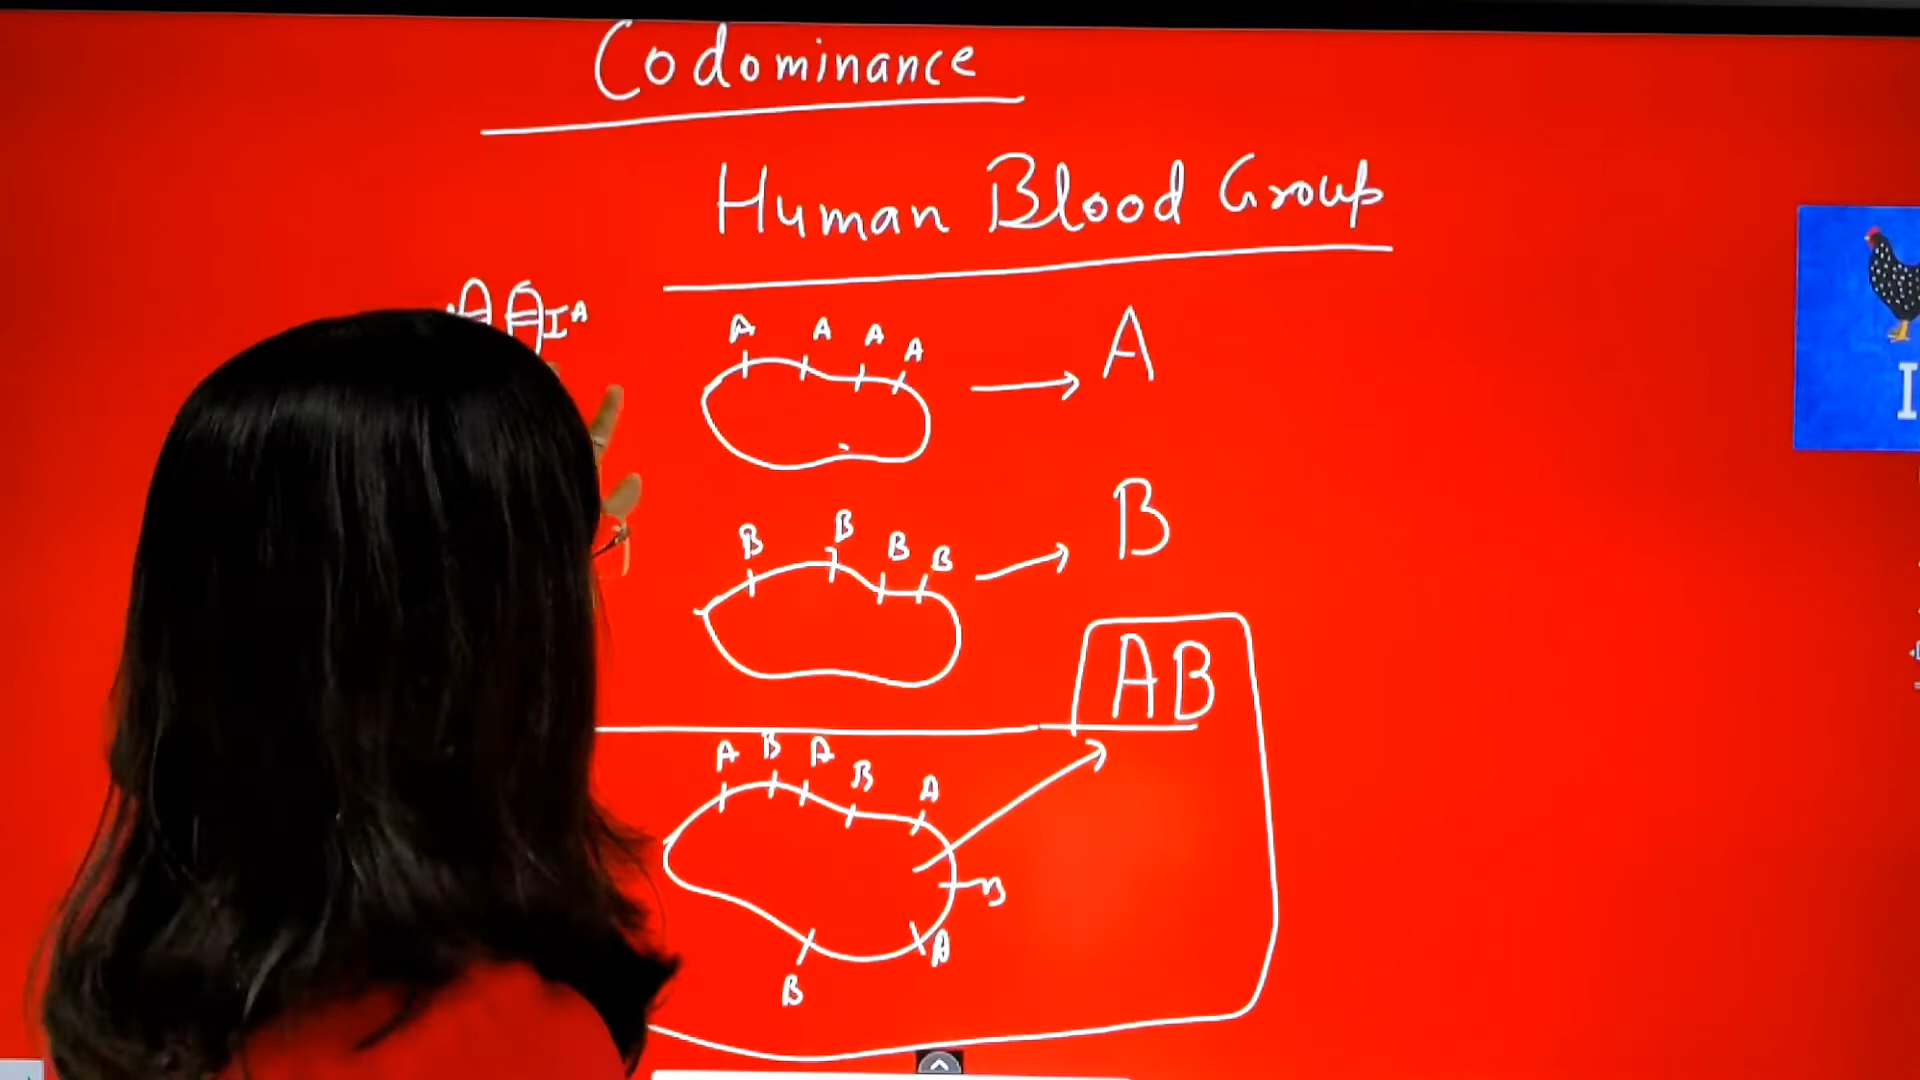 Codominance
Human Blood Group
I^A
A A A A
A
B B B B
B
AB
A B A B A
B
A
B
I